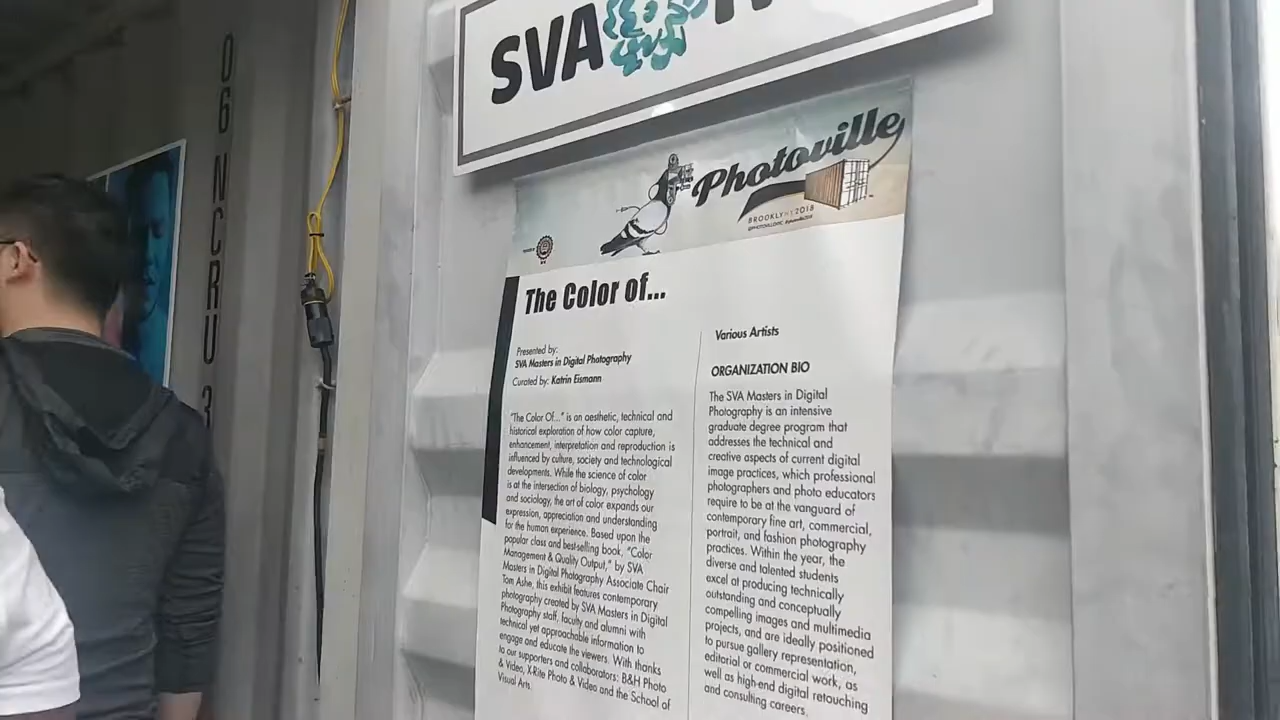 SVA
Photoville
BROOKLYN NY 2018
The Color of...
Presented by:
SVA Masters in Digital Photography
Curated by: Katrin Eismann
"The Color Of..." is an aesthetic, technical and
historical exploration of how color capture,
enhancement, interpretation and reproduction is
influenced by culture, society and technological
developments. While the science of color
is at the intersection of biology, psychology
and sociology, the art of color expands our
expression, appreciation and understanding
for the human experience. Based upon the
popular class and best-selling book, "Color
Management & Quality Output," by SVA
Masters in Digital Photography Associate Chair
Tom Ashe, this exhibit features contemporary
photography created by SVA Masters in Digital
Photography staff, faculty and alumni with
technical yet approachable information to
engage and educate the viewers. With thanks
to our supporters and collaborators: B&H Photo
& Video, X-Rite Photo & Video and the School of
Visual Arts.
Various Artists
ORGANIZATION BIO
The SVA Masters in Digital
Photography is an intensive
graduate degree program that
addresses the technical and
creative aspects of current digital
image practices, which professional
photographers and photo educators
require to be at the vanguard of
contemporary fine art, commercial,
portrait, and fashion photography
practices. Within the year, the
diverse and talented students
excel at producing technically
outstanding and conceptually
compelling images and multimedia
projects, and are ideally positioned
to pursue gallery representation,
editorial or commercial work, as
well as high-end digital retouching
and consulting careers.
06 NCRU 3